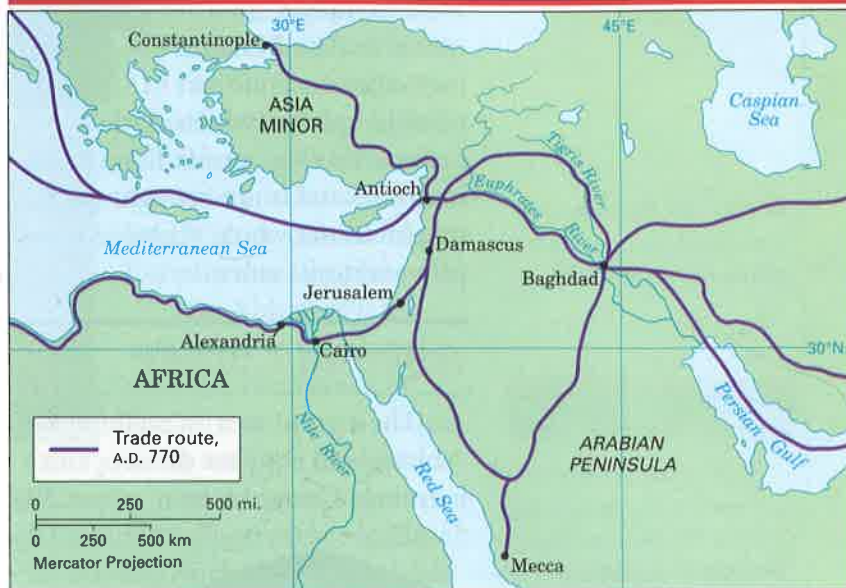 30°E
45°E
Constantinople
ASIA
MINOR
Caspian
Sea
Tigris River
Antioch
Euphrates
River
Mediterranean Sea
Damascus
Baghdad
Jerusalem
Alexandria
Cairo
30°N
AFRICA
Nile River
Red Sea
Persian Gulf
ARABIAN
PENINSULA
Mecca
Trade route,
A.D. 770
0 250 500 mi.
0 250 500 km
Mercator Projection